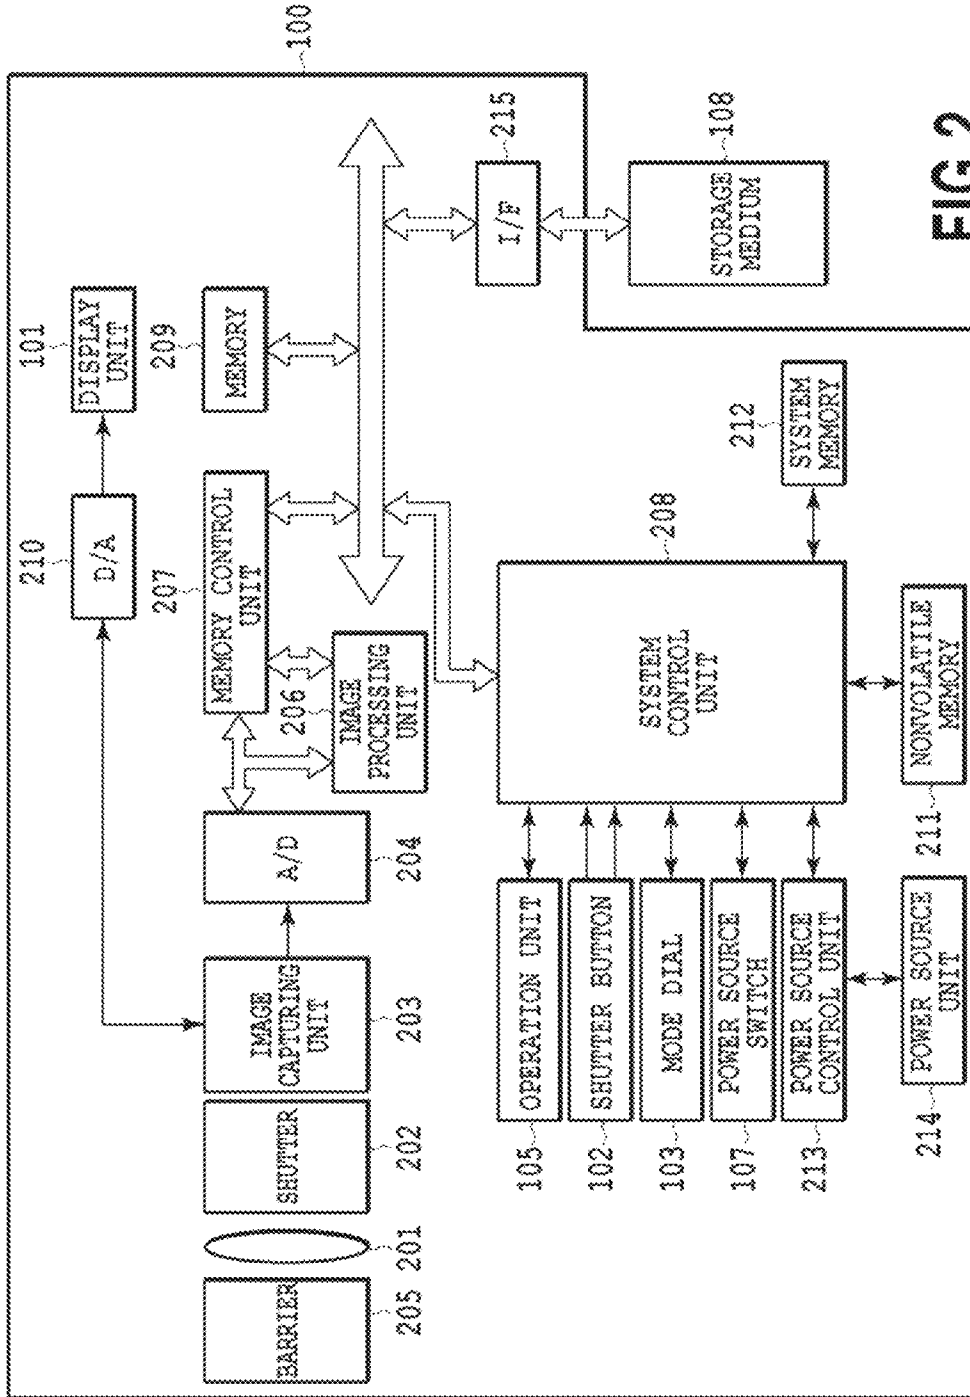 100
210
D/A
101
DISPLAY
UNIT
207
MEMORY CONTROL
UNIT
209
MEMORY
BARRIER
205
201
SHUTTER
202
IMAGE
CAPTURING
UNIT
203
A/D
204
206
IMAGE
PROCESSING
UNIT
I/F
215
STORAGE
MEDIUM
108
OPERATION UNIT
105
SHUTTER BUTTON
102
MODE DIAL
103
POWER SOURCE
SWITCH
107
POWER SOURCE
CONTROL UNIT
213
SYSTEM
CONTROL
UNIT
208
212
SYSTEM
MEMORY
POWER SOURCE
UNIT
214
NONVOLATILE
MEMORY
211
FIG 2